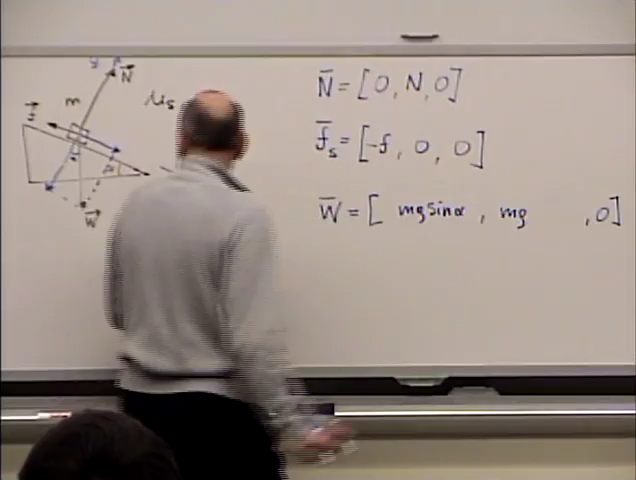 y
N̅
m
μs
f̅
α
W̅
N̅ = [0, N, 0]
f̅s = [-f, 0, 0]
W̅ = [ mg sinα , mg , 0]